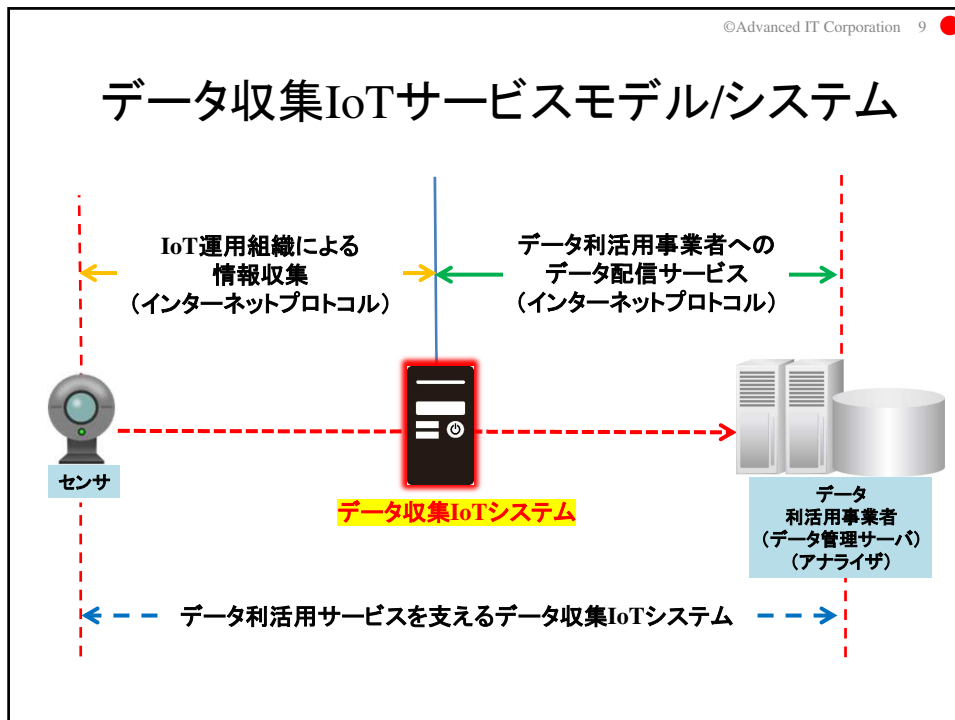 ©Advanced IT Corporation 9
データ収集IoTサービスモデル/システム
IoT運用組織による
情報収集
（インターネットプロトコル）
データ利活用事業者への
データ配信サービス
（インターネットプロトコル）
センサ
データ収集IoTシステム
データ
利活用事業者
（データ管理サーバ）
（アナライザ）
データ利活用サービスを支えるデータ収集IoTシステム